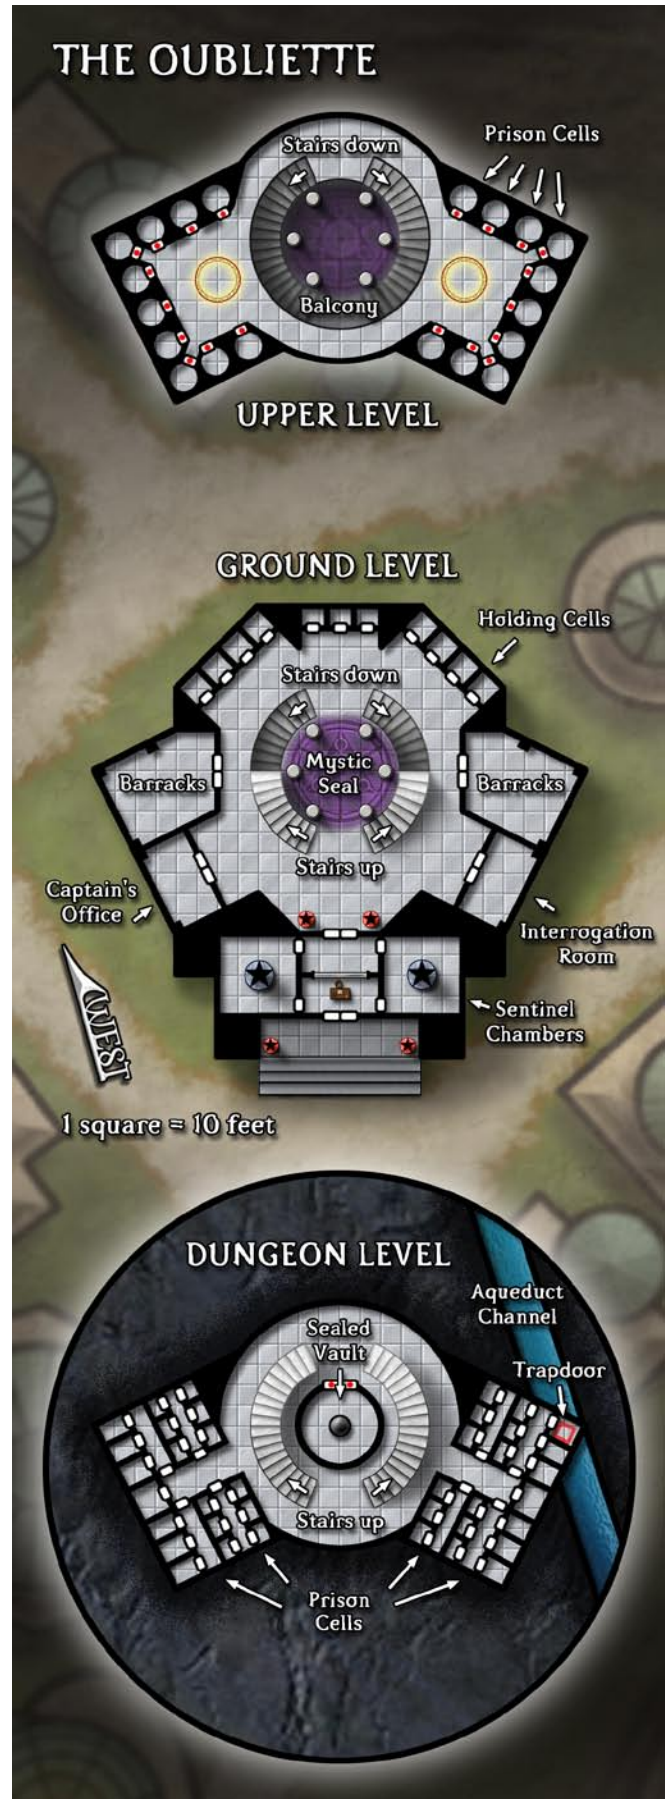 THE OUBLIETTE
Prison Cells
Stairs down
Balcony
UPPER LEVEL
GROUND LEVEL
Holding Cells
Stairs down
Barracks
Mystic
Seal
Barracks
Stairs up
Captain's
Office
Interrogation
Room
Sentinel
Chambers
WEST
1 square = 10 feet
DUNGEON LEVEL
Aqueduct
Channel
Sealed
Vault
Trapdoor
Stairs up
Prison
Cells